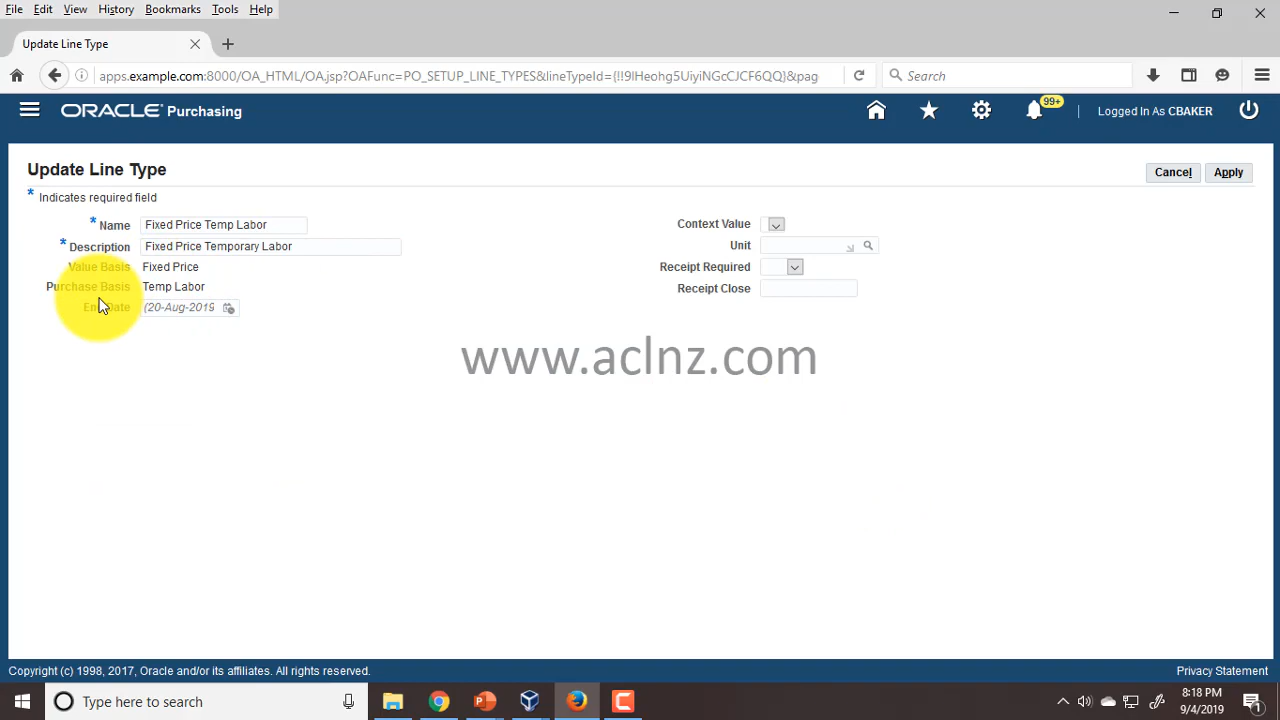 File Edit View History Bookmarks Tools Help
Update Line Type
apps.example.com:8000/OA_HTML/OA.jsp?OAFunc=PO_SETUP_LINE_TYPES&lineTypeId={!!9lHeohg5UiyiNGcCJCF6QQ}&pag
Search
ORACLE® Purchasing
99+
Logged In As CBAKER
Update Line Type
Cancel Apply
* Indicates required field
* Name Fixed Price Temp Labor
* Description Fixed Price Temporary Labor
Value Basis Fixed Price
Purchase Basis Temp Labor
End Date (20-Aug-2019
Context Value
Unit
Receipt Required
Receipt Close
www.aclnz.com
Copyright (c) 1998, 2017, Oracle and/or its affiliates. All rights reserved.
Privacy Statement
Type here to search
8:18 PM
9/4/2019
1